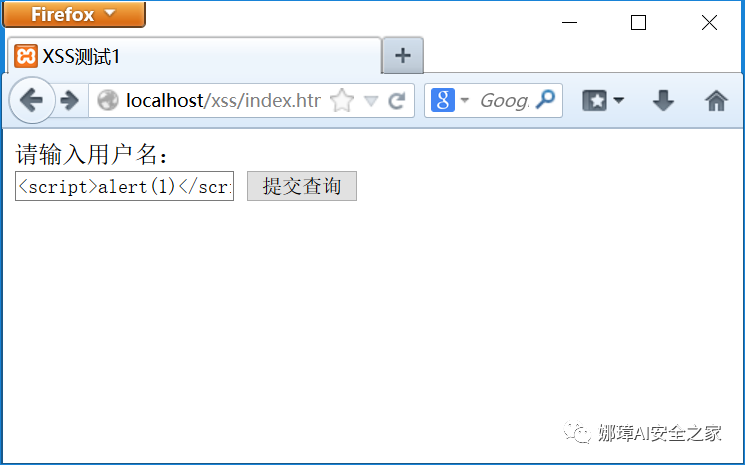 Firefox
XSS测试1
localhost/xss/index.htr
Goog.
请输入用户名：
<script>alert(1)</scri
提交查询
娜璋AI安全之家